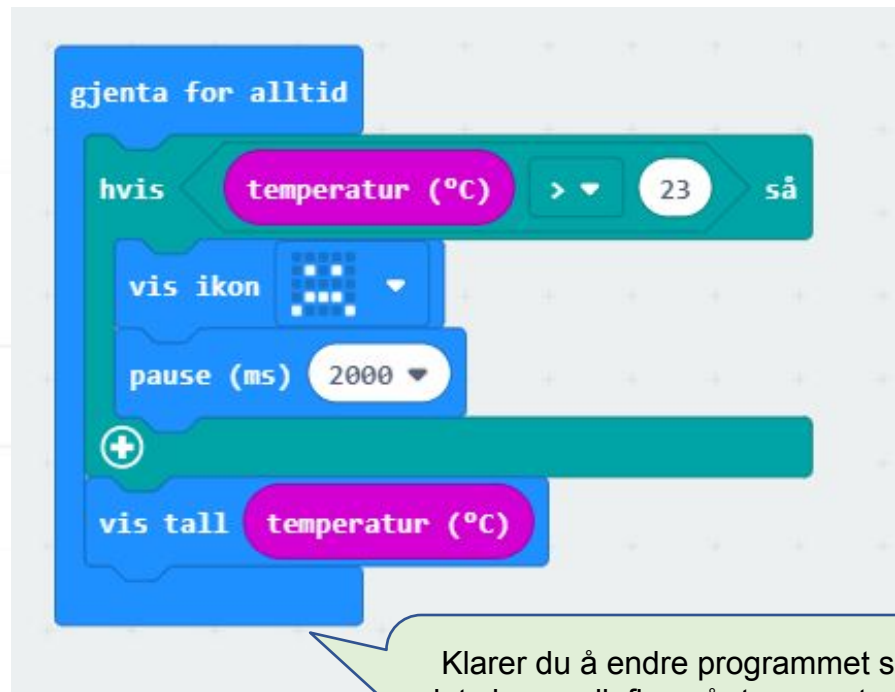 gjenta for alltid
hvis temperatur (°C) > 23 så
vis ikon
pause (ms) 2000
vis tall temperatur (°C)
Klarer du å endre programmet s